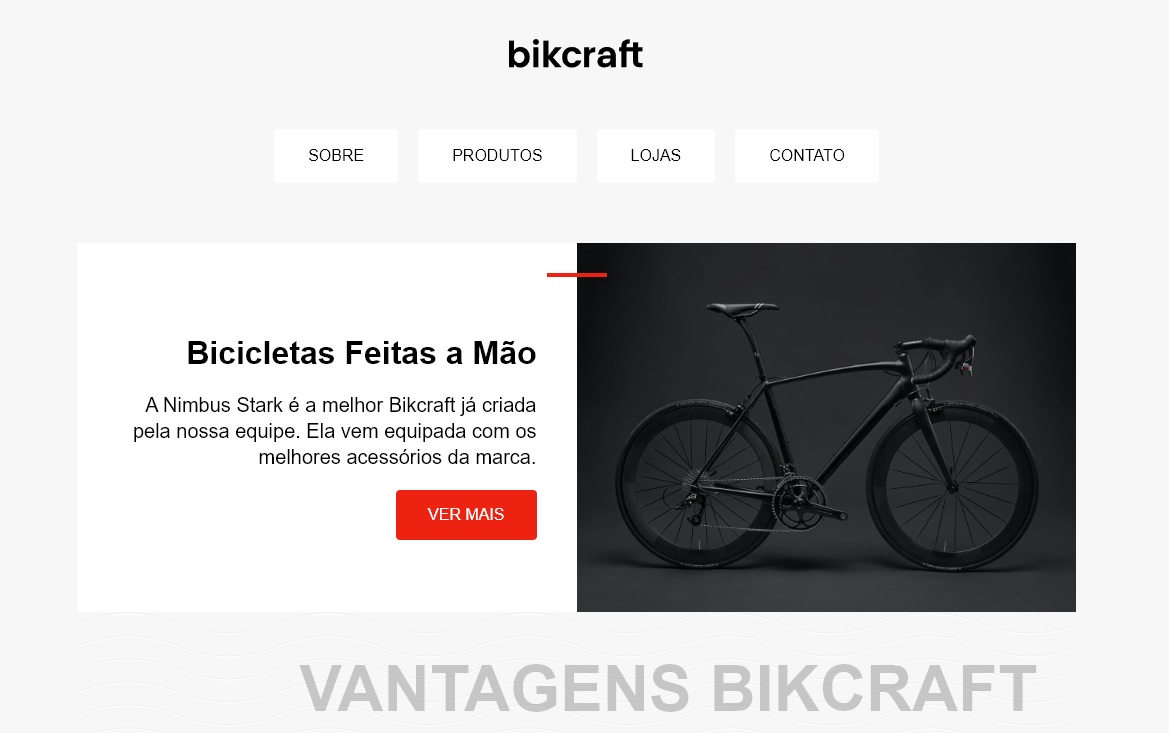 bikcraft
SOBRE
PRODUTOS
LOJAS
CONTATO
Bicicletas Feitas a Mão
A Nimbus Stark é a melhor Bikcraft já criada
pela nossa equipe. Ela vem equipada com os
melhores acessórios da marca.
VER MAIS
VANTAGENS BIKCRAFT